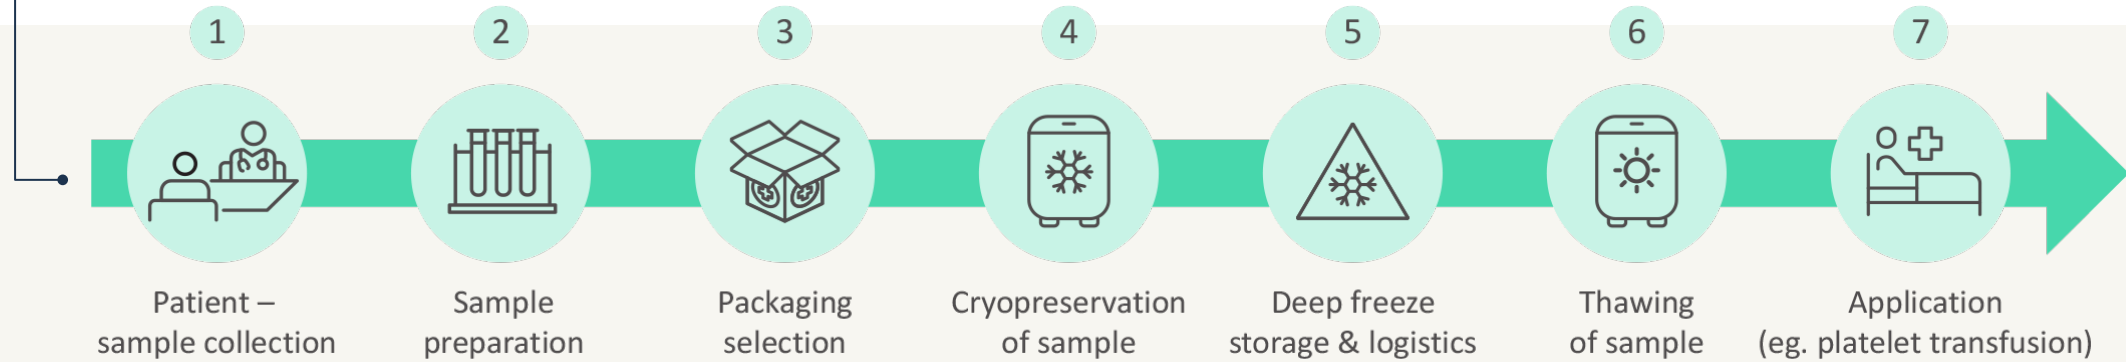 1
2
3
4
5
6
7
Patient –
sample collection
Sample
preparation
Packaging
selection
Cryopreservation
of sample
Deep freeze
storage & logistics
Thawing
of sample
Application
(eg. platelet transfusion)